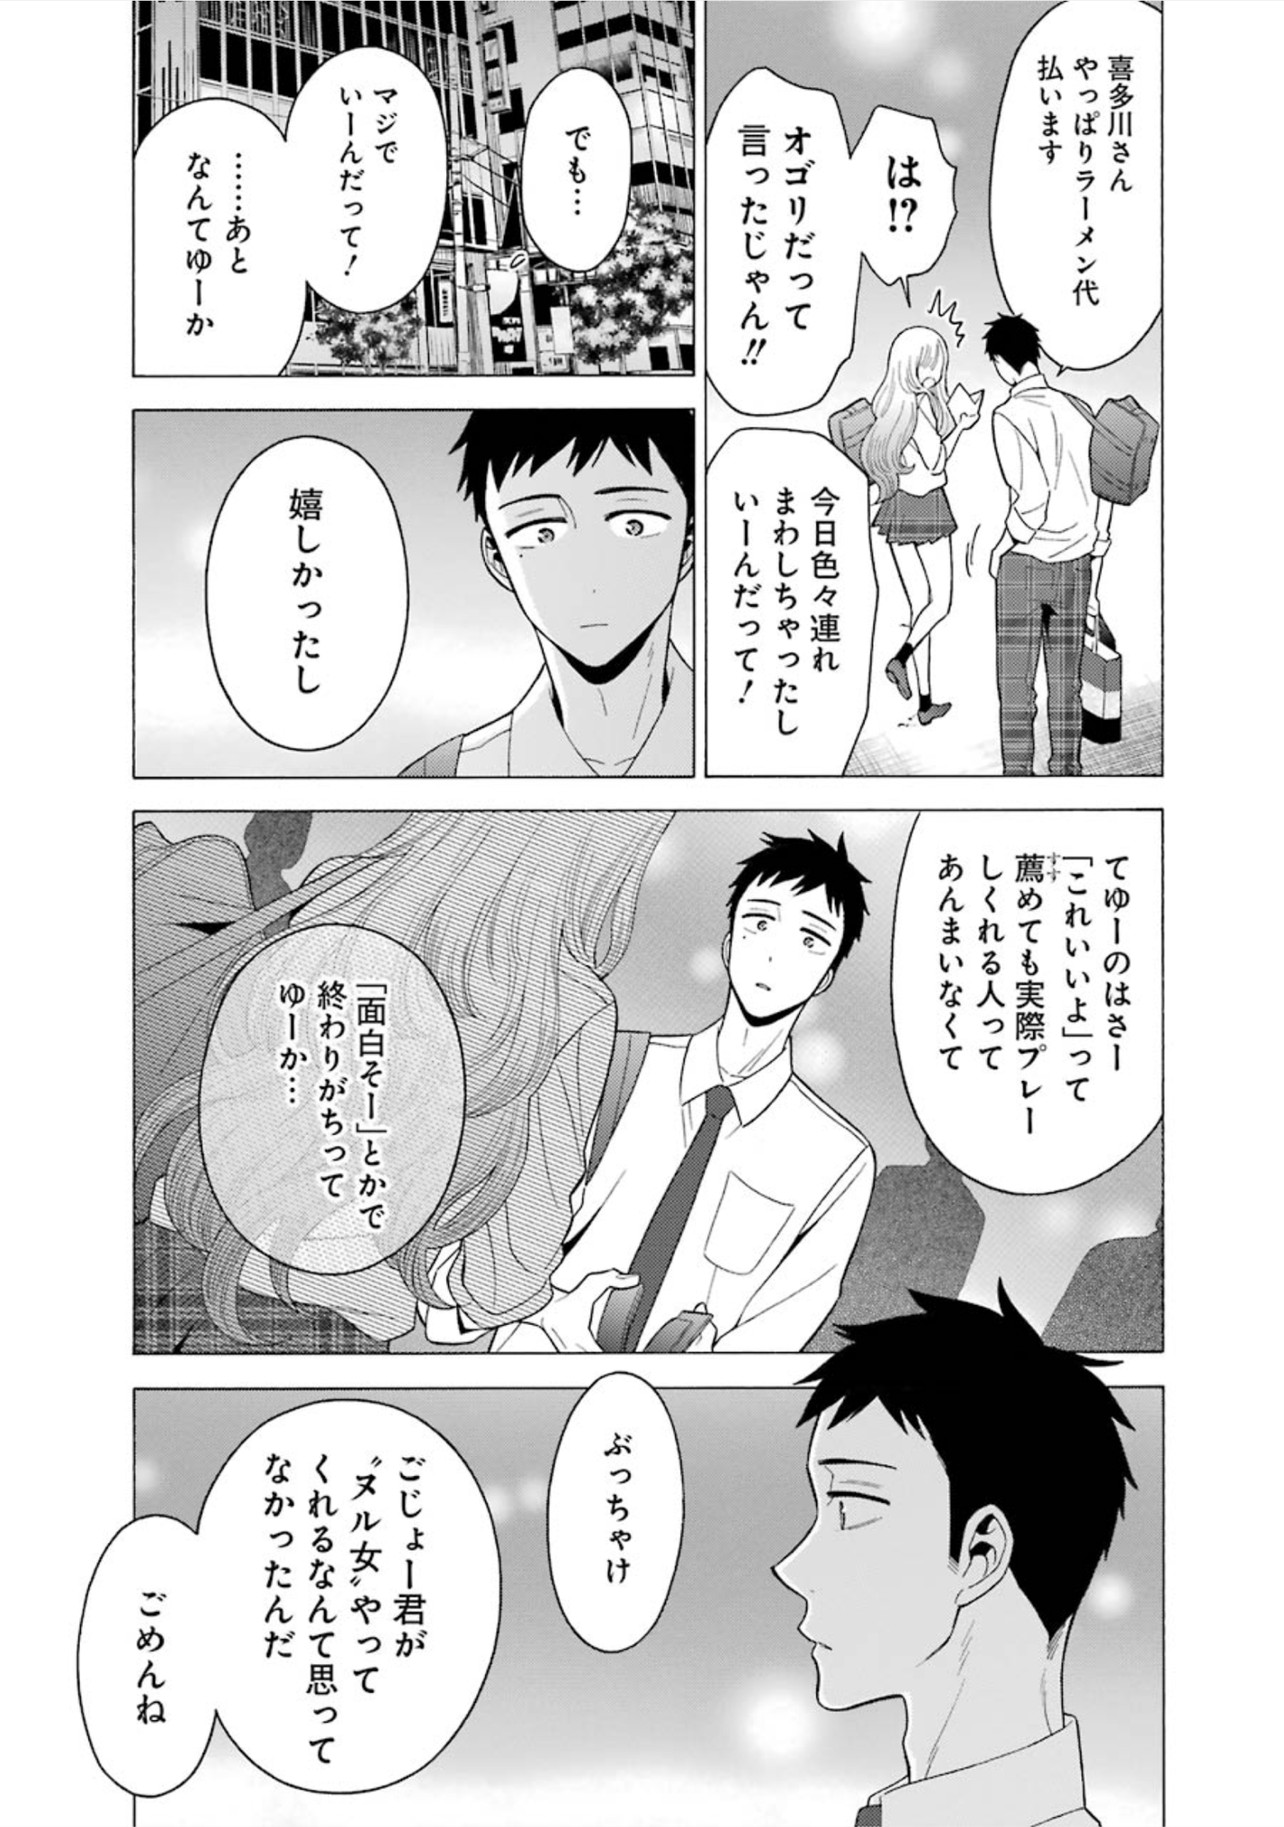 喜多川さん
やっぱりラーメン代
払います
は!?
オゴリだって
言ったじゃん!!
今日色々連れ
まわしちゃったし
いーんだって!
でも…
マジで
いーんだって!
……あと
なんてゆーか
嬉しかったし
てゆーのはさー
「これいいよ」って
薦めても実際プレー
すす
しくれる人って
あんまいなくて
「面白そー」とかで
終わりがちって
ゆーか…
ぶっちゃけ
ごじょー君が
〝ヌル女〟やって
くれるなんて思って
なかったんだ
ごめんね